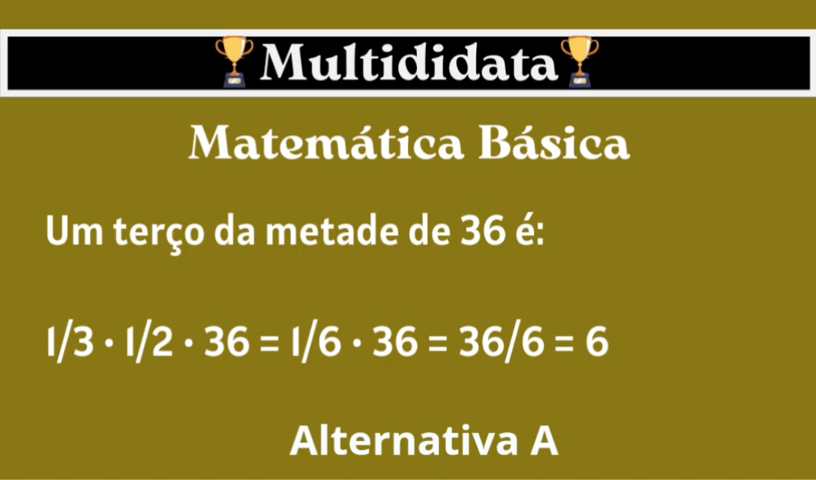 Multididata
Matemática Básica
Um terço da metade de 36 é:
1/3 · 1/2 · 36 = 1/6 · 36 = 36/6 = 6
Alternativa A